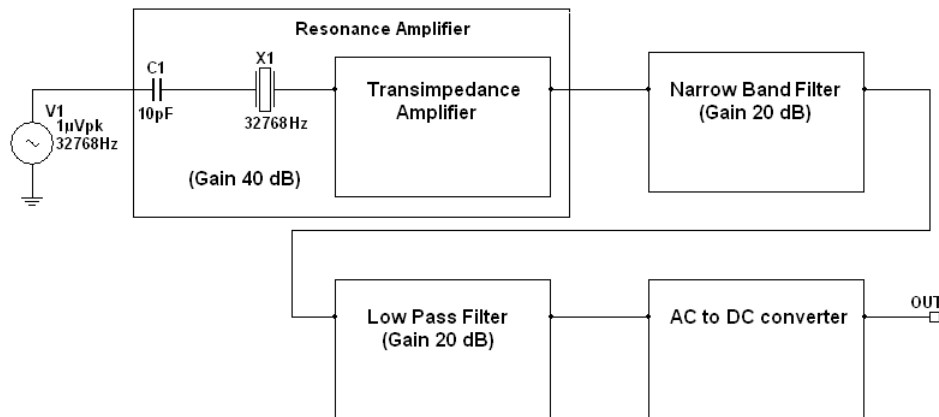 Resonance Amplifier
C1
10pF
X1
32768Hz
Transimpedance
Amplifier
(Gain 40 dB)
V1
1µVpk
32768Hz
Narrow Band Filter
(Gain 20 dB)
Low Pass Filter
(Gain 20 dB)
AC to DC converter
OUT